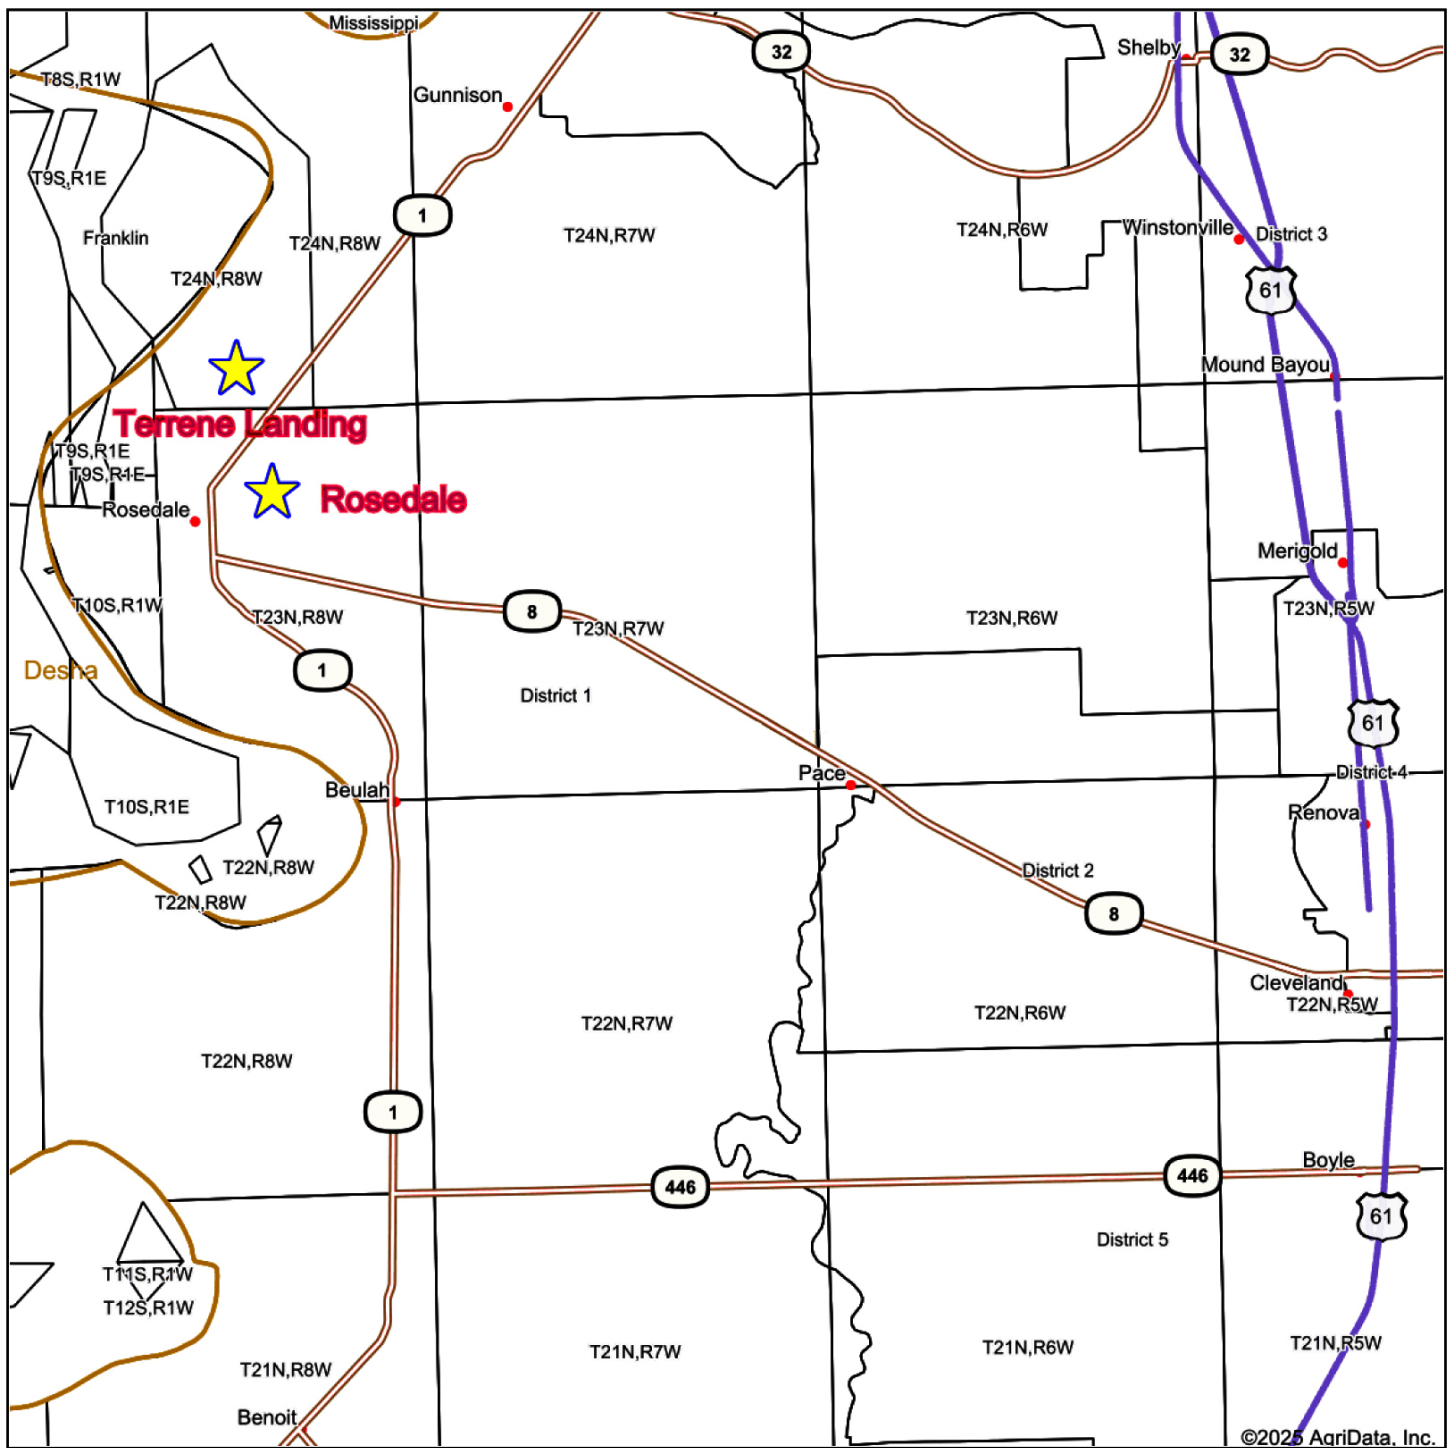 Mississippi
32
Shelby
32
T8S,R1W
Gunnison
T9S,R1E
1
Franklin
T24N,R8W
T24N,R7W
T24N,R6W
Winstonville
District 3
T24N,R8W
61
Mound Bayou
Terrene Landing
T9S,R1E
T9S,R1E
Rosedale
Rosedale
Merigold
T10S,R1W
T23N,R8W
8
T23N,R7W
T23N,R6W
T23N,R5W
Desha
1
District 1
61
Pace
District 4
Beulah
T10S,R1E
Renova
T22N,R8W
District 2
T22N,R8W
8
Cleveland
T22N,R5W
T22N,R7W
T22N,R6W
T22N,R8W
1
Boyle
446
446
61
District 5
T11S,R1W
T12S,R1W
T21N,R8W
T21N,R7W
T21N,R6W
T21N,R5W
Benoit
©2025 AgriData, Inc.